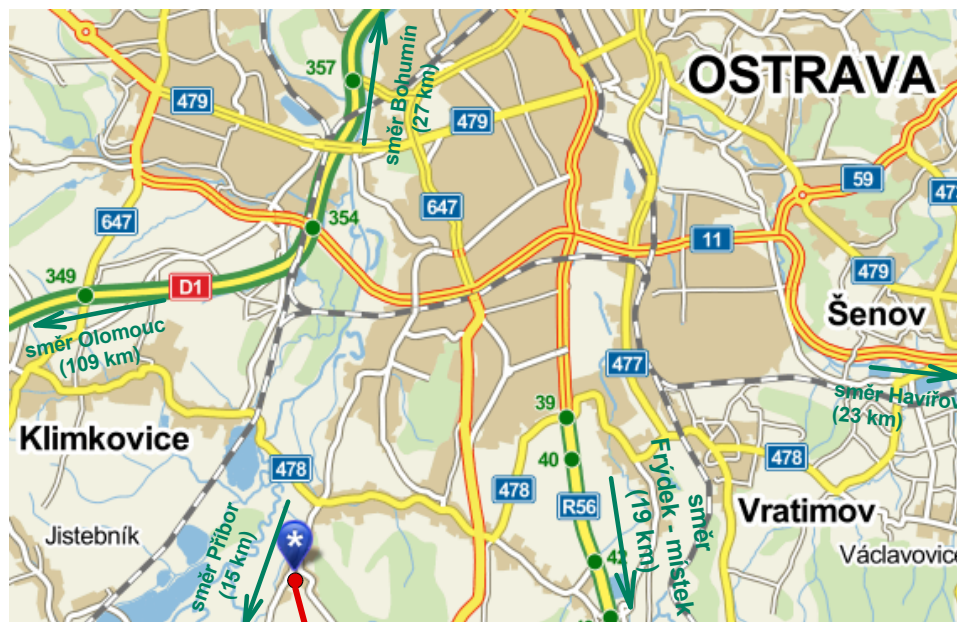 OSTRAVA
357
směr Bohumín
(27 km)
479
479
59
47
647
647
354
11
349
D1
479
Šenov
směr Olomouc
(109 km)
477
směr Havířov
(23 km)
39
Klimkovice
40
478
478
478
R56
Frýdek - místek
směr
(19 km)
Vratimov
Jistebník
směr Příbor
(15 km)
*
42
Václavovice